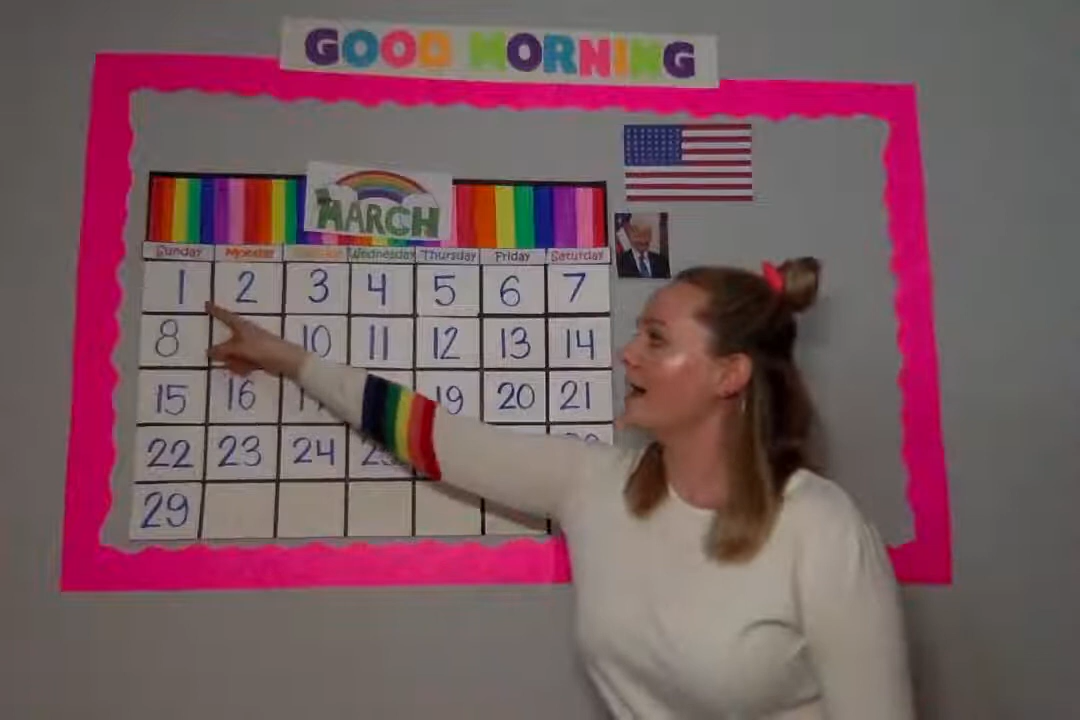 GOOD MORNING
MARCH
Sunday Monday Wednesday Thursday Friday Saturday
1 2 3 4 5 6 7
8 10 11 12 13 14
15 16 19 20 21
22 23 24
29